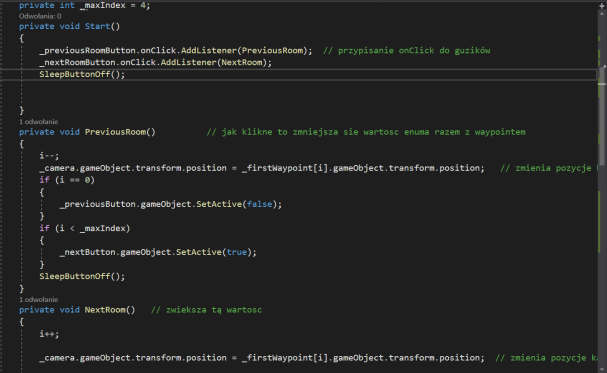 private int _maxIndex = 4;
Odwołania: 0
private void Start()
{
_previousRoomButton.onClick.AddListener(PreviousRoom); // przypisanie onClick do guzików
_nextRoomButton.onClick.AddListener(NextRoom);
SleepButtonOff();
}
1 odwołanie
private void PreviousRoom() // jak klikne to zmniejsza sie wartosc enuma razem z waypointem
{
i--;
_camera.gameObject.transform.position = _firstWaypoint[i].gameObject.transform.position; // zmienia pozycje
if (i == 0)
{
_previousButton.gameObject.SetActive(false);
}
if (i < _maxIndex)
{
_nextButton.gameObject.SetActive(true);
}
SleepButtonOff();
}
1 odwołanie
private void NextRoom() // zwieksza tą wartosc
{
i++;
_camera.gameObject.transform.position = _firstWaypoint[i].gameObject.transform.position; // zmienia pozycje